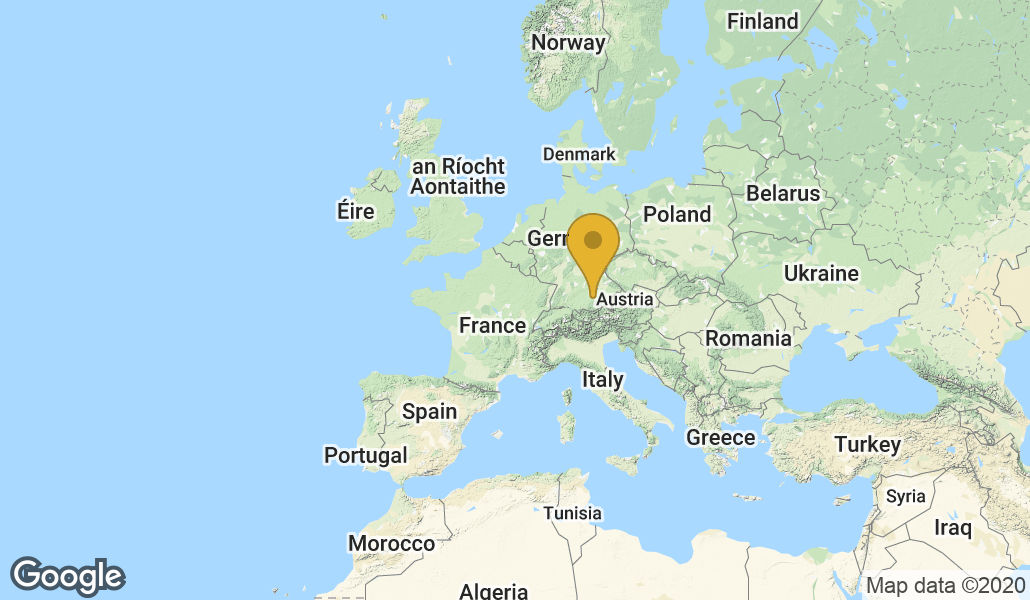 Finland
Norway
Denmark
an Ríocht
Aontaithe
Belarus
Éire
Poland
Ger
Ukraine
Austria
France
Romania
Italy
Spain
Greece
Turkey
Portugal
Syria
Tunisia
Iraq
Morocco
Algeria
Google
Map data ©2020